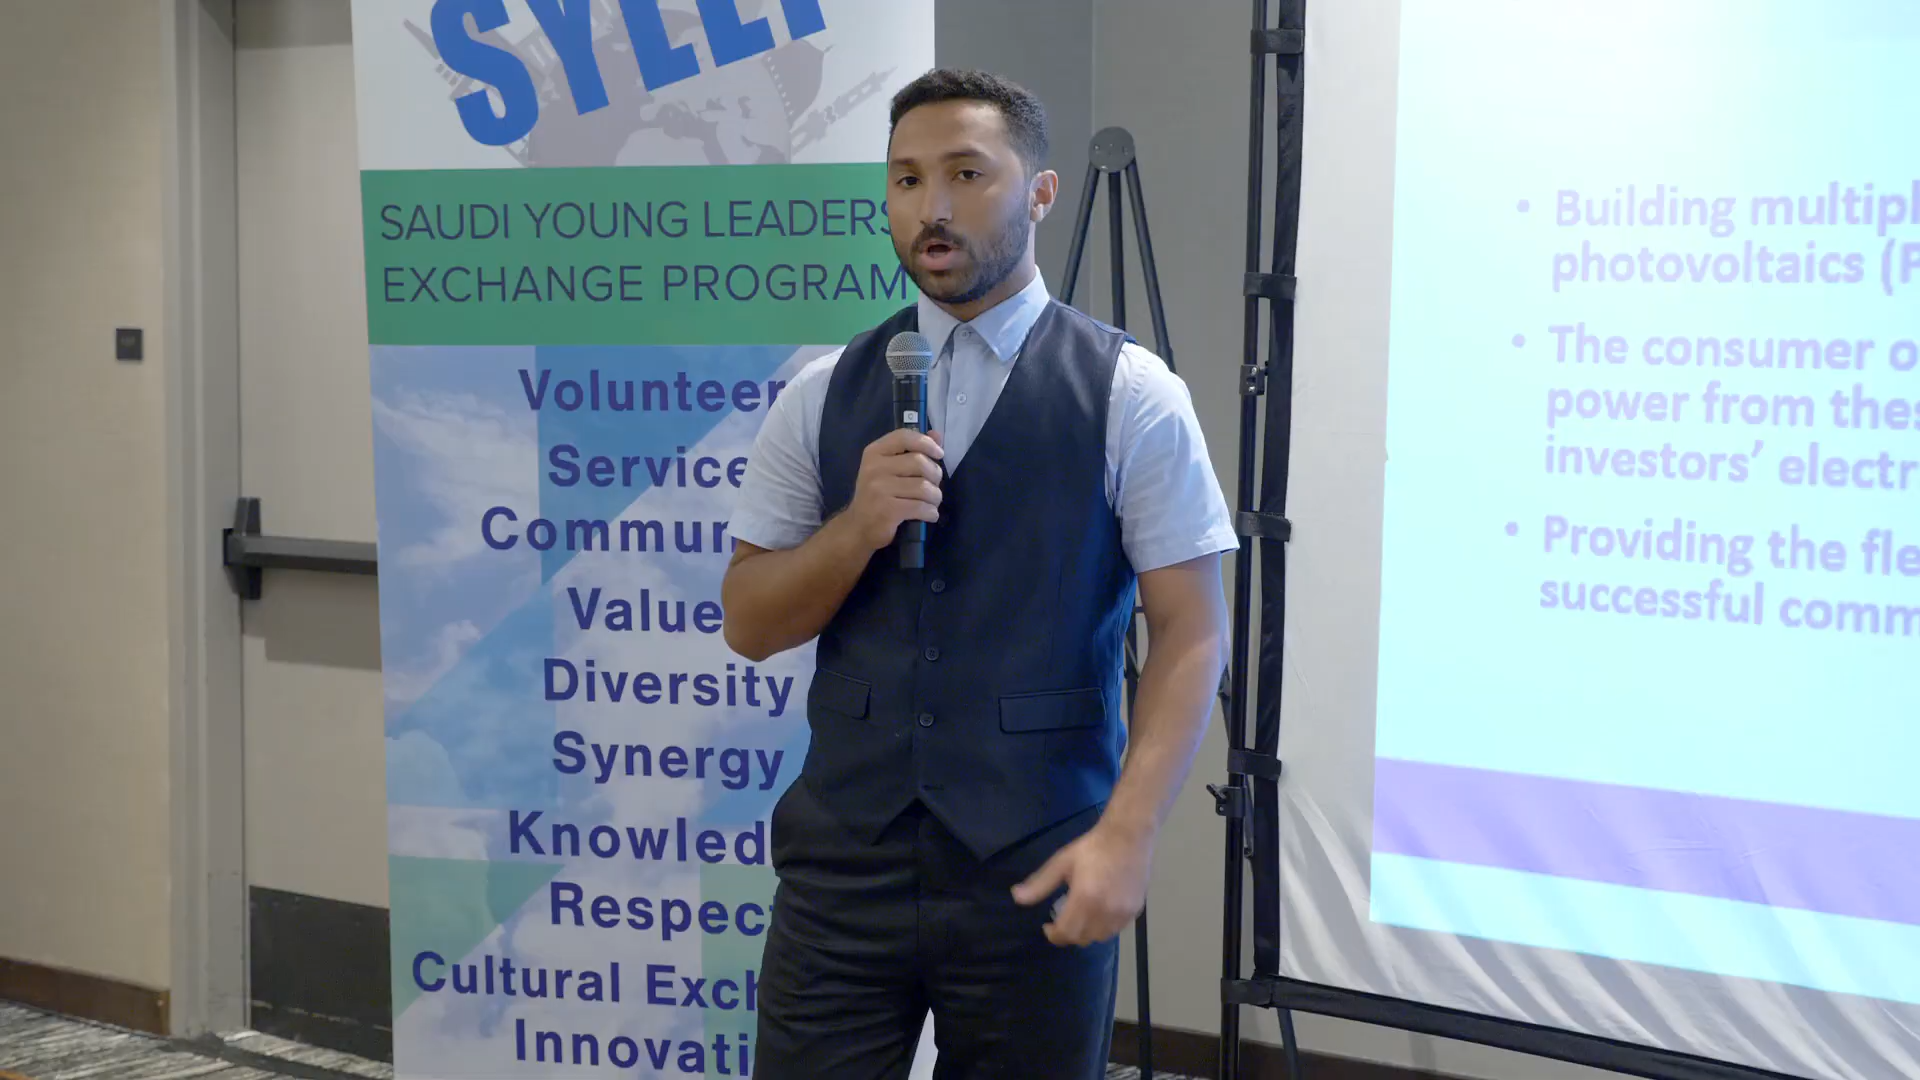 SYLEP
SAUDI YOUNG LEADERS
EXCHANGE PROGRAM
Volunteer
Service
Commun
Value
Diversity
Synergy
Knowled
Respec
Cultural Exch
Innovati
• Building multipl
photovoltaics (P
• The consumer o
power from thes
investors’ electr
• Providing the fle
successful comm